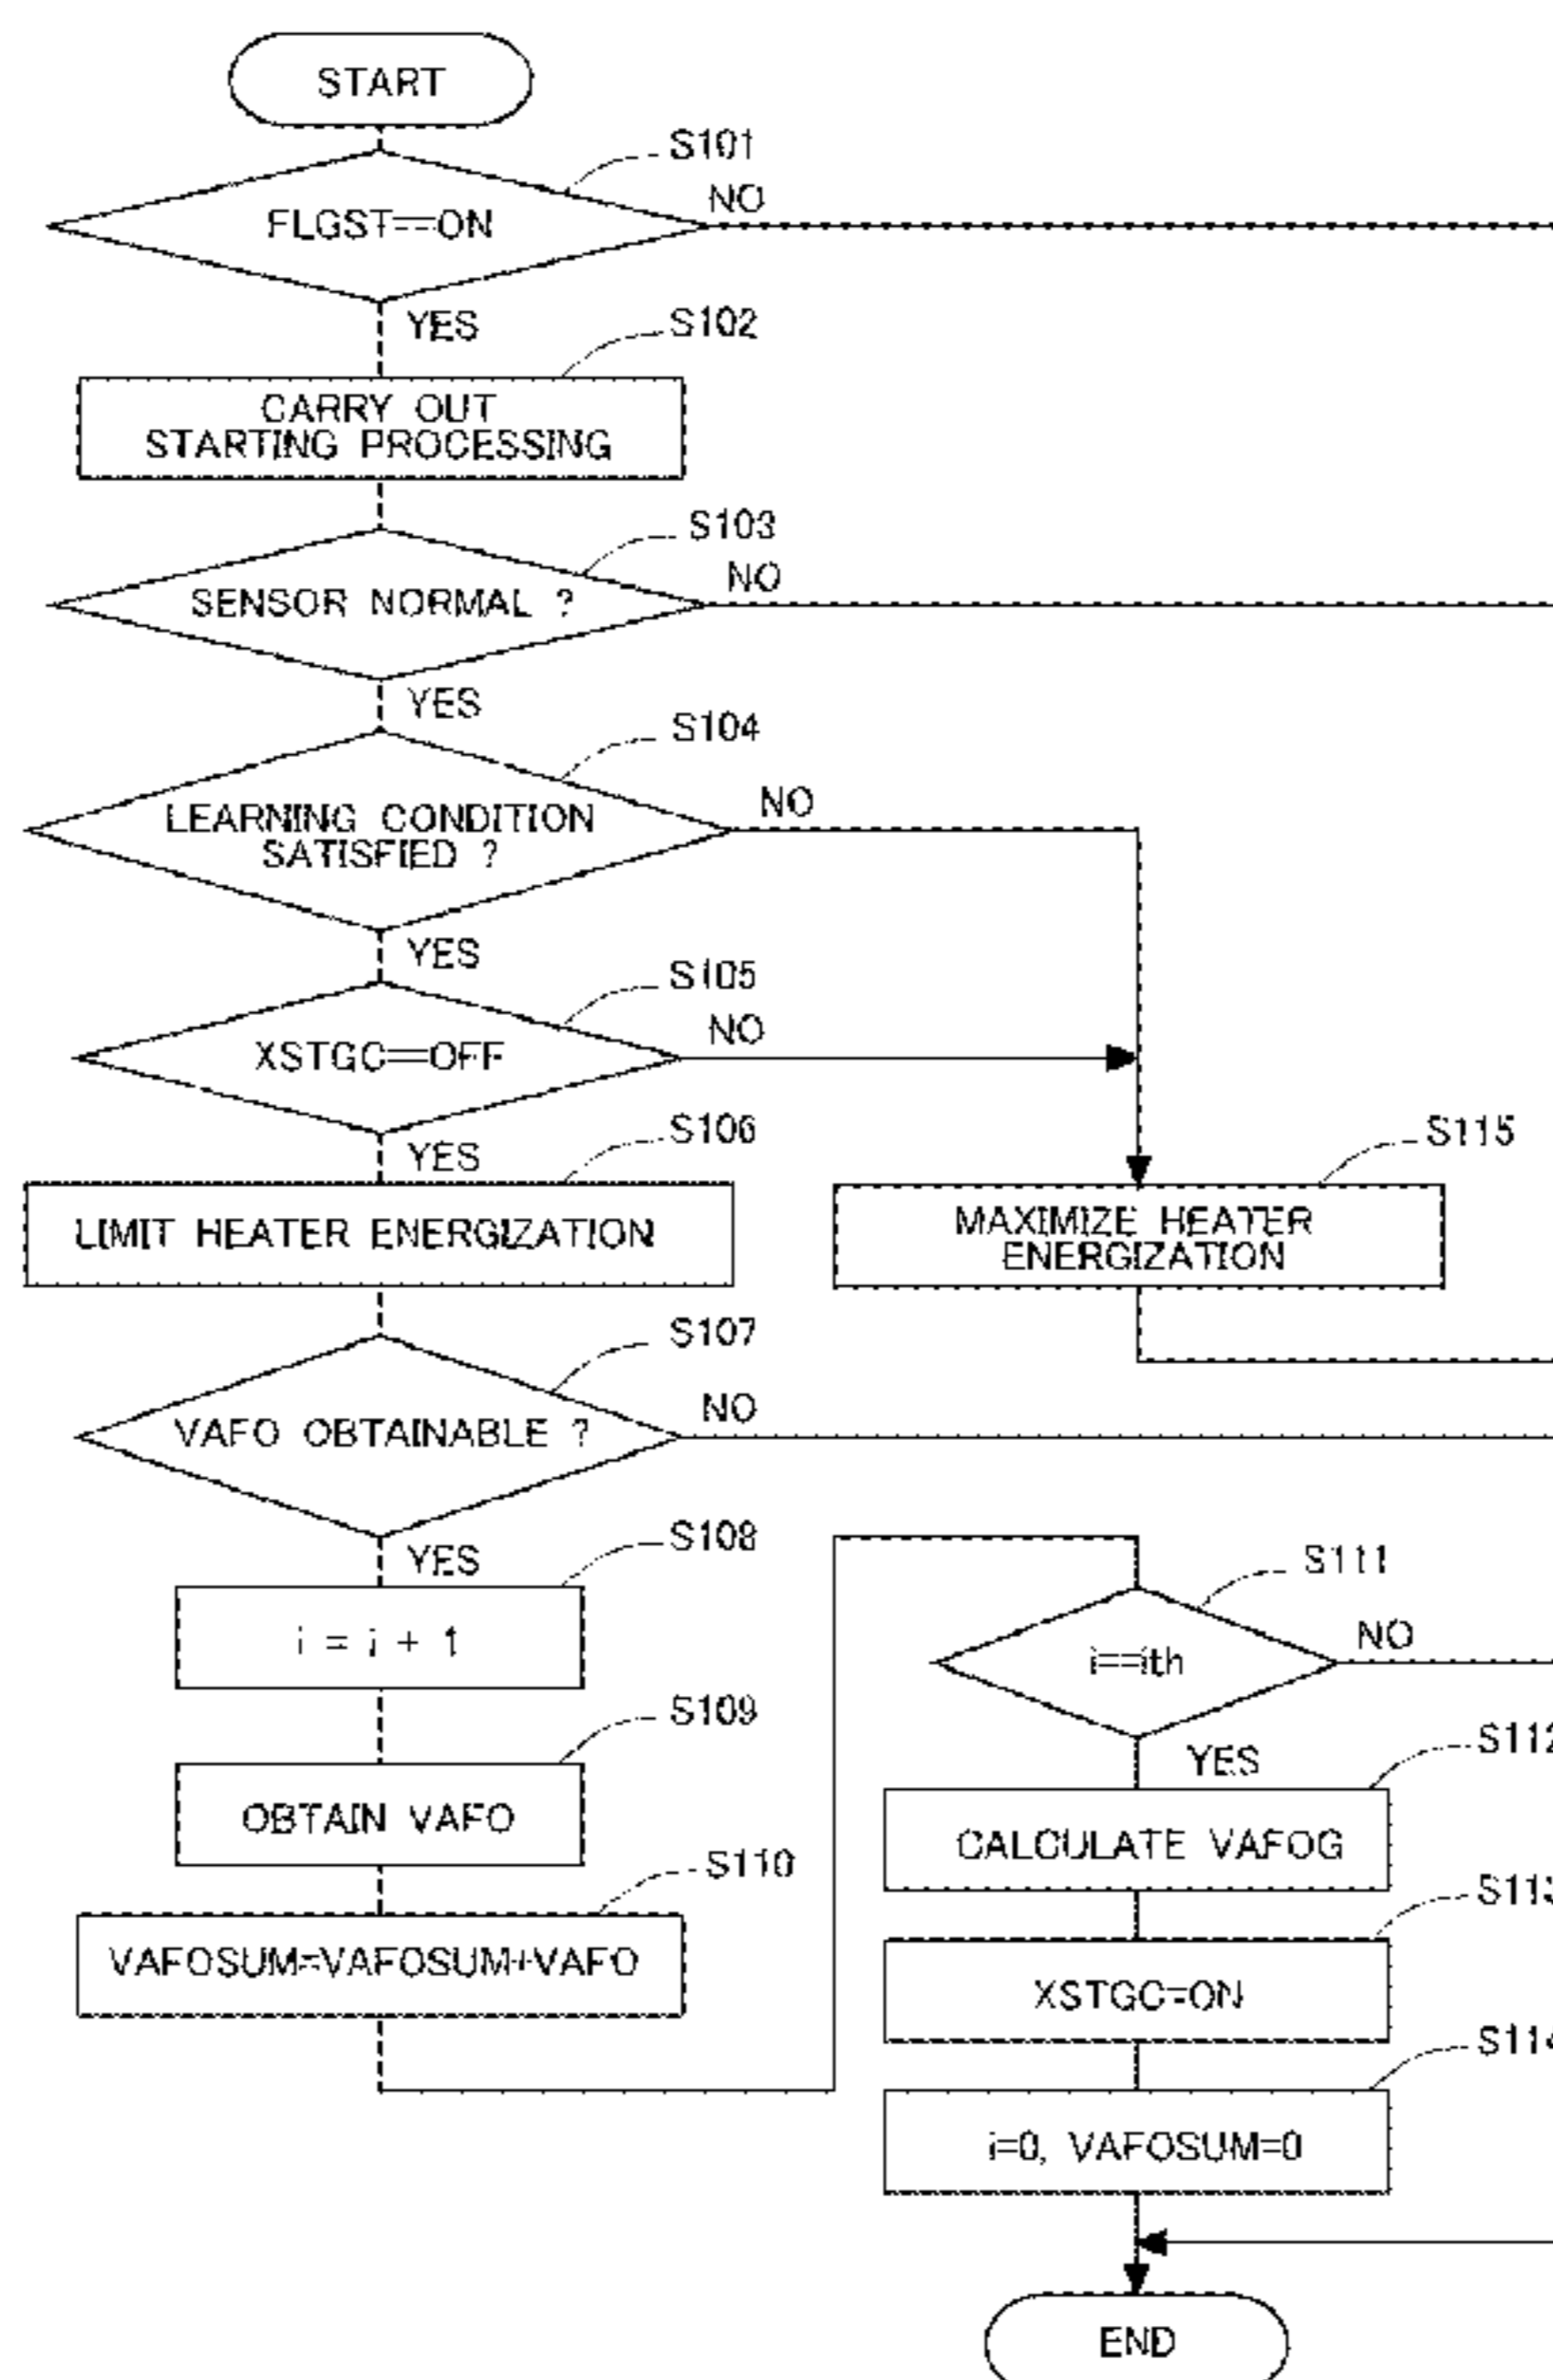 START
S101
FLGST==ON
NO
YES
S102
CARRY OUT
STARTING PROCESSING
S103
SENSOR NORMAL ?
NO
YES
S104
LEARNING CONDITION
SATISFIED ?
NO
YES
S105
XSTGC==OFF
NO
YES
S106
LIMIT HEATER ENERGIZATION
S115
MAXIMIZE HEATER
ENERGIZATION
S107
VAFO OBTAINABLE ?
NO
YES
S108
i = i + 1
S109
OBTAIN VAFO
S110
VAFOSUM=VAFOSUM+VAFO
S111
i==ith
NO
YES
S112
CALCULATE VAFOG
S113
XSTGC=ON
S114
i=0, VAFOSUM=0
END